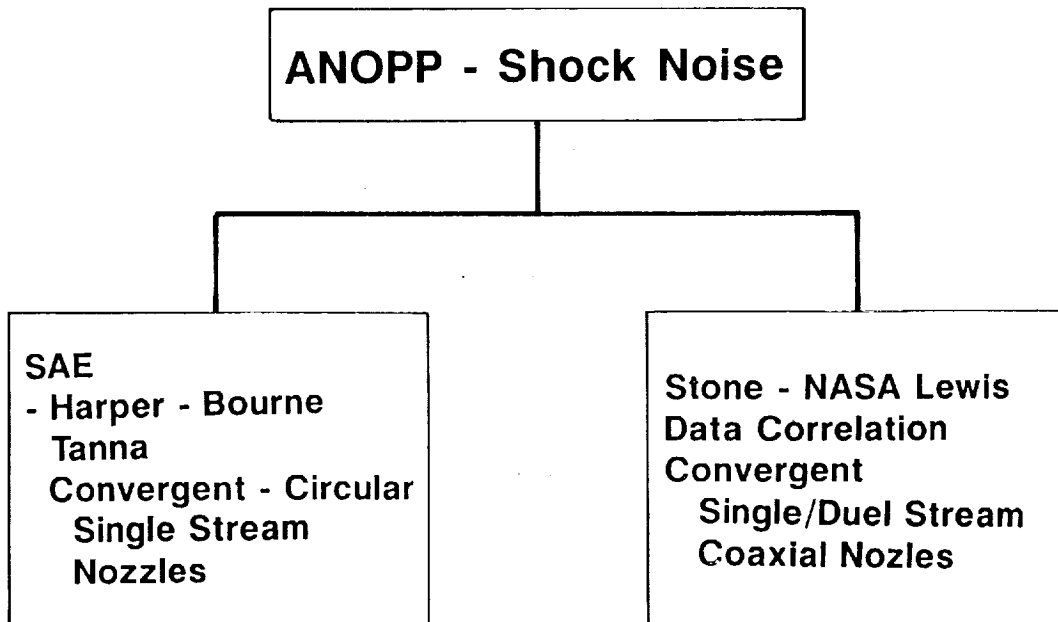 ANOPP - Shock Noise
SAE
- Harper - Bourne
Tanna
Convergent - Circular
Single Stream
Nozzles
Stone - NASA Lewis
Data Correlation
Convergent
Single/Duel Stream
Coaxial Nozles